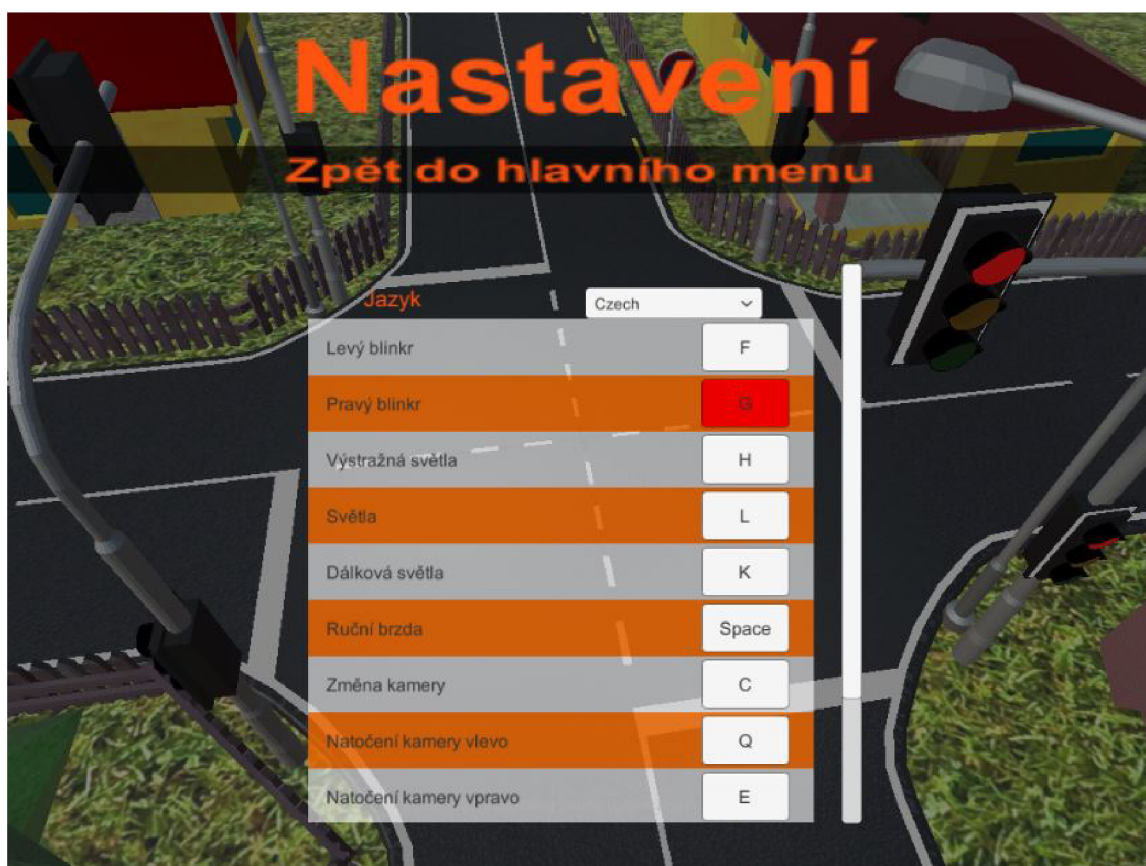 Nastavení
Zpět do hlavního menu
Jazyk Czech
Levý blinkr F
Pravý blinkr G
Výstražná světla H
Světla L
Dálková světla K
Ruční brzda Space
Změna kamery C
Natočení kamery vlevo Q
Natočení kamery vpravo E